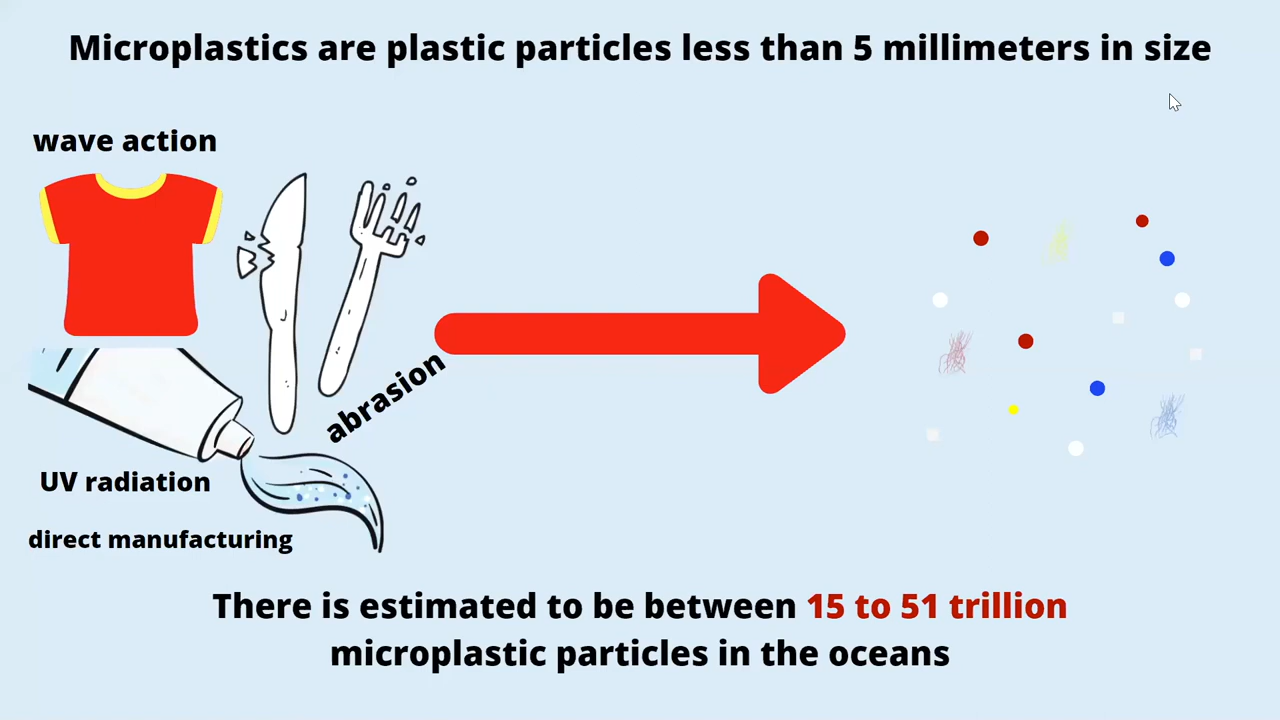 Microplastics are plastic particles less than 5 millimeters in size
wave action
abrasion
UV radiation
direct manufacturing
There is estimated to be between 15 to 51 trillion
microplastic particles in the oceans